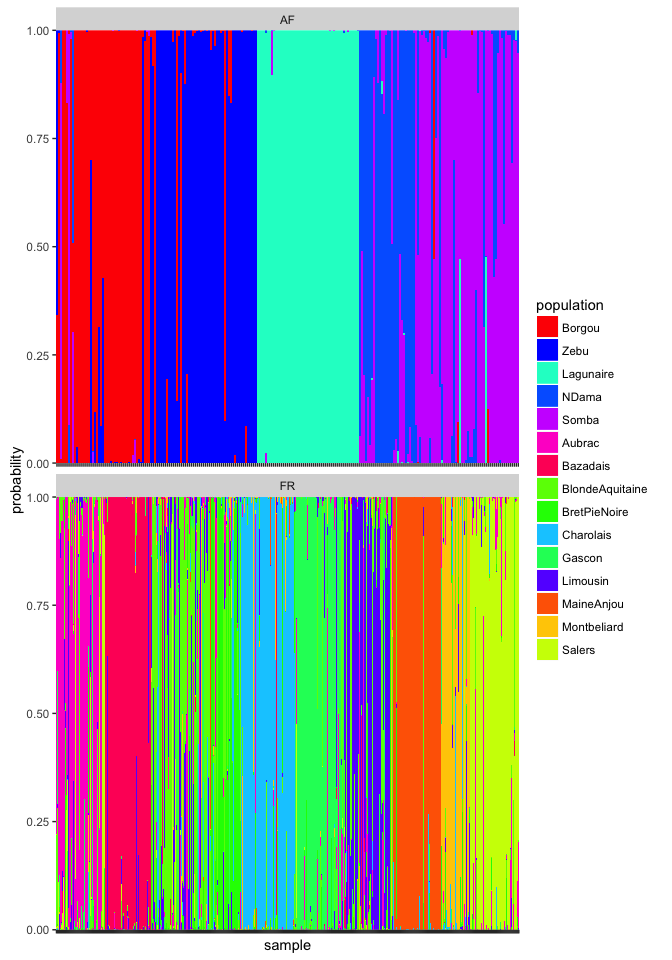 AF
1.00
0.75
0.50
0.25
0.00
probability
FR
1.00
0.75
0.50
0.25
0.00
sample
population
Borgou
Zebu
Lagunaire
NDama
Somba
Aubrac
Bazadais
BlondeAquitaine
BretPieNoire
Charolais
Gascon
Limousin
MaineAnjou
Montbeliard
Salers